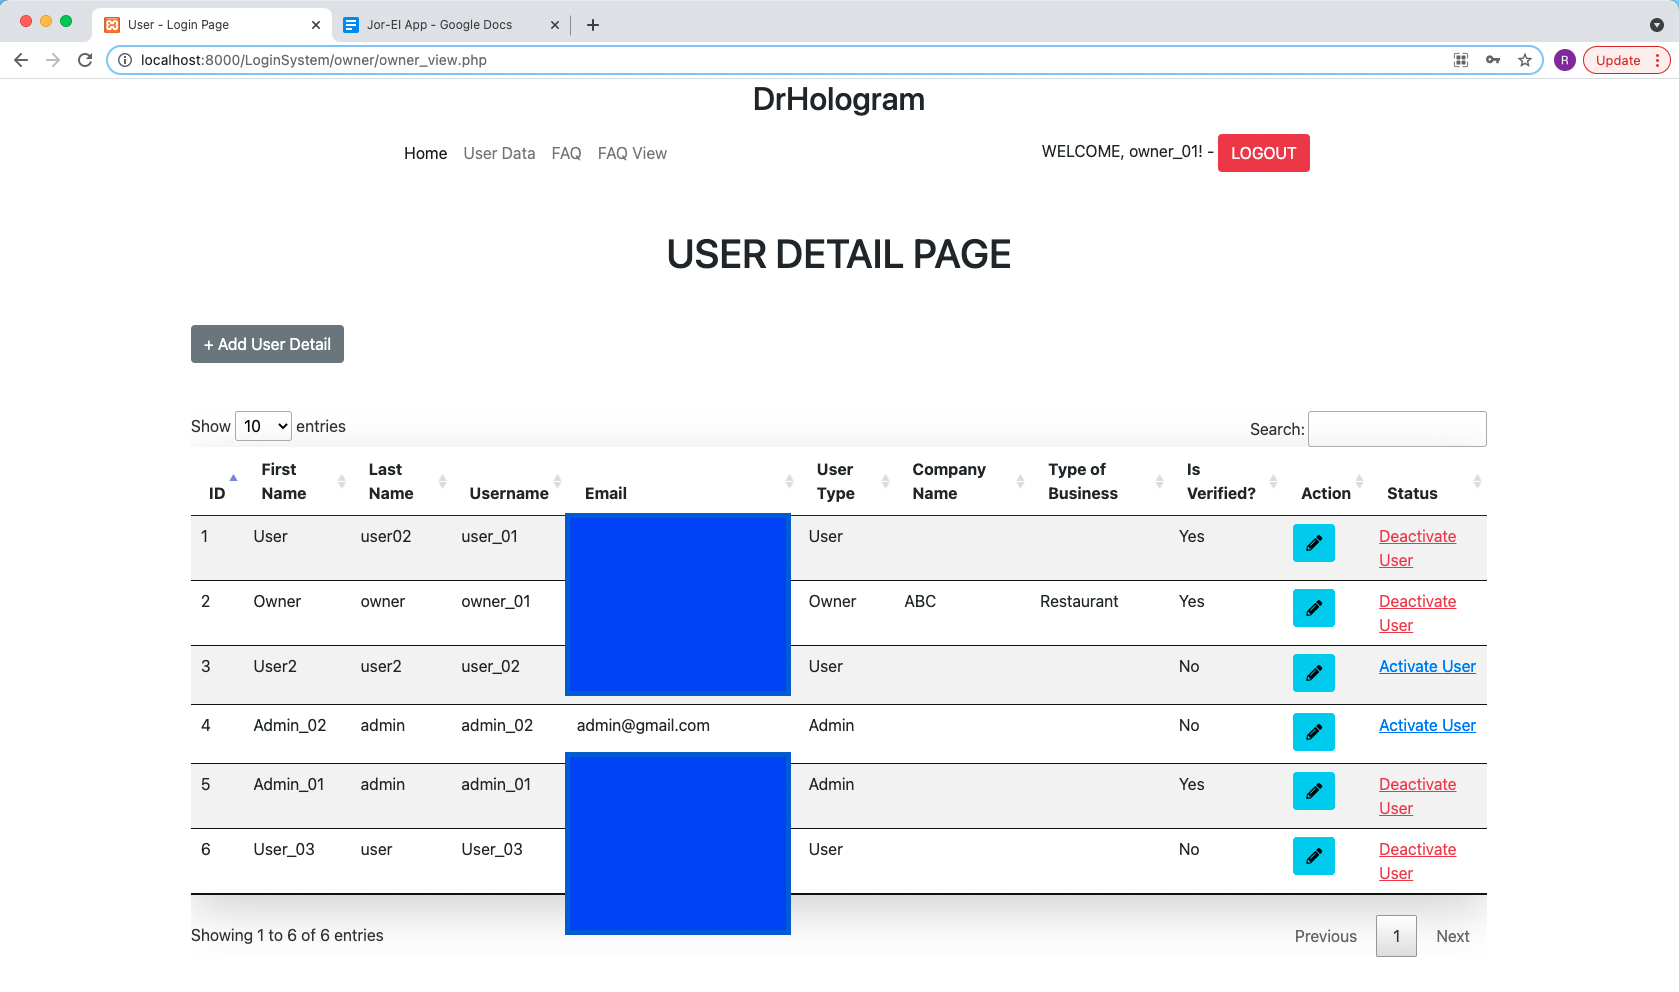 User - Login Page
Jor-El App - Google Docs
localhost:8000/LoginSystem/owner/owner_view.php
R
Update
DrHologram
Home User Data FAQ FAQ View WELCOME, owner_01! - LOGOUT
USER DETAIL PAGE
+ Add User Detail
Show 10 entries Search:
ID First Name Last Name Username Email User Type Company Name Type of Business Is Verified? Action Status
1 User user02 user_01 User Yes Deactivate User
2 Owner owner owner_01 Owner ABC Restaurant Yes Deactivate User
3 User2 user2 user_02 User No Activate User
4 Admin_02 admin admin_02 admin@gmail.com Admin No Activate User
5 Admin_01 admin admin_01 Admin Yes Deactivate User
6 User_03 user User_03 User No Deactivate User
Showing 1 to 6 of 6 entries Previous 1 Next